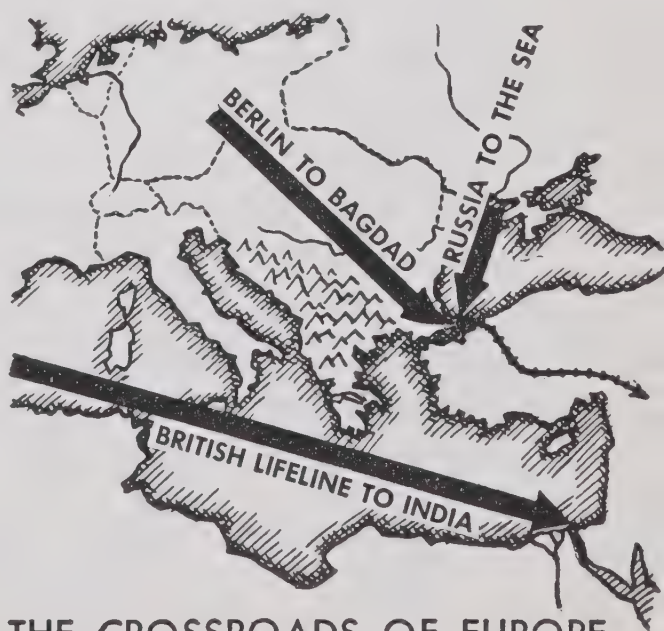 BERLIN TO BAGDAD
RUSSIA TO THE SEA
BRITISH LIFELINE TO INDIA
THE CROSSROADS OF EUROPE